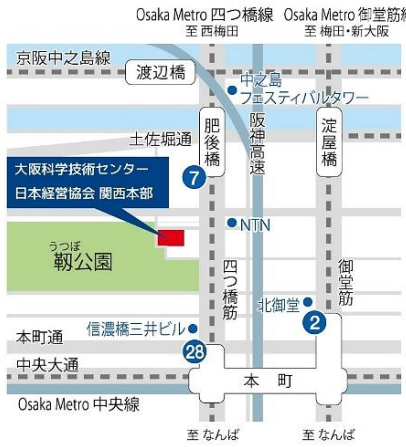 Osaka Metro 四つ橋線
至 西梅田
Osaka Metro 御堂筋
至 梅田・新大阪
京阪中之島線
渡辺橋
中之島
フェスティバルタワー
土佐堀通
肥後橋
阪神高速
淀屋橋
大阪科学技術センター
日本経営協会 関西本部
7
NTN
うつぼ
靱公園
四つ橋筋
御堂筋
北御堂
2
信濃橋三井ビル
本町通
28
中央大通
本町
Osaka Metro 中央線
至 なんば
至 なんば